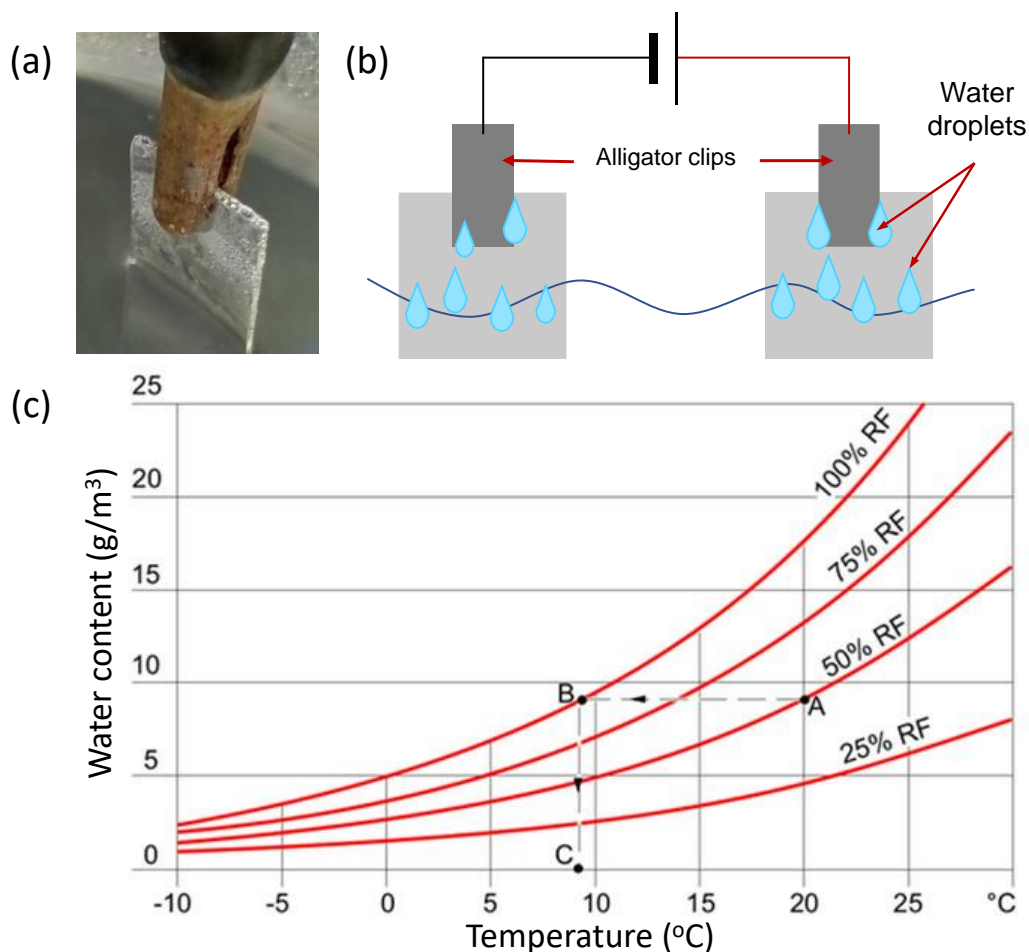 (a)
(b)
Water
droplets
Alligator clips
(c)
Water content (g/m³)
25
20
15
10
5
0
100% RF
75% RF
50% RF
25% RF
B
A
C
-10
-5
0
5
10
15
20
25
°C
Temperature (ºC)